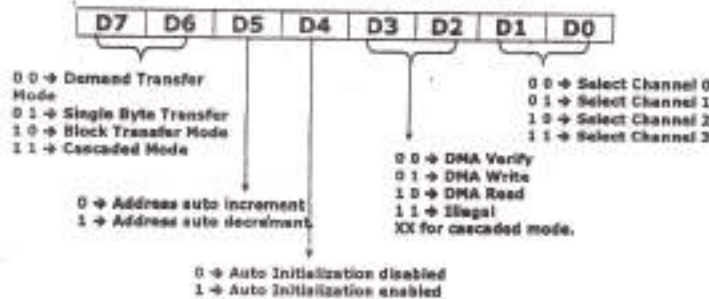 D7 D6 D5 D4 D3 D2 D1 D0
0 0 → Demand Transfer
Mode
0 1 → Single Byte Transfer
1 0 → Block Transfer Mode
1 1 → Cascaded Mode
0 0 → Select Channel 0
0 1 → Select Channel 1
1 0 → Select Channel 2
1 1 → Select Channel 3
0 0 → DMA Verify
0 1 → DMA Write
1 0 → DMA Read
1 1 → Illegal
XX for cascaded mode.
0 → Address auto increment
1 → Address auto decrement
0 → Auto Initialization disabled
1 → Auto Initialization enabled